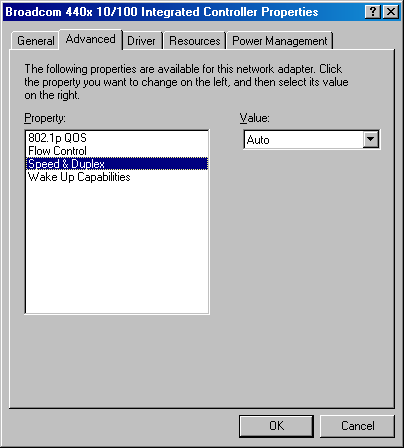 Broadcom 440x 10/100 Integrated Controller Properties
General Advanced Driver Resources Power Management
The following properties are available for this network adapter. Click
the property you want to change on the left, and then select its value
on the right.
Property: Value:
802.1p QOS Auto
Flow Control
Speed & Duplex
Wake Up Capabilities
OK Cancel